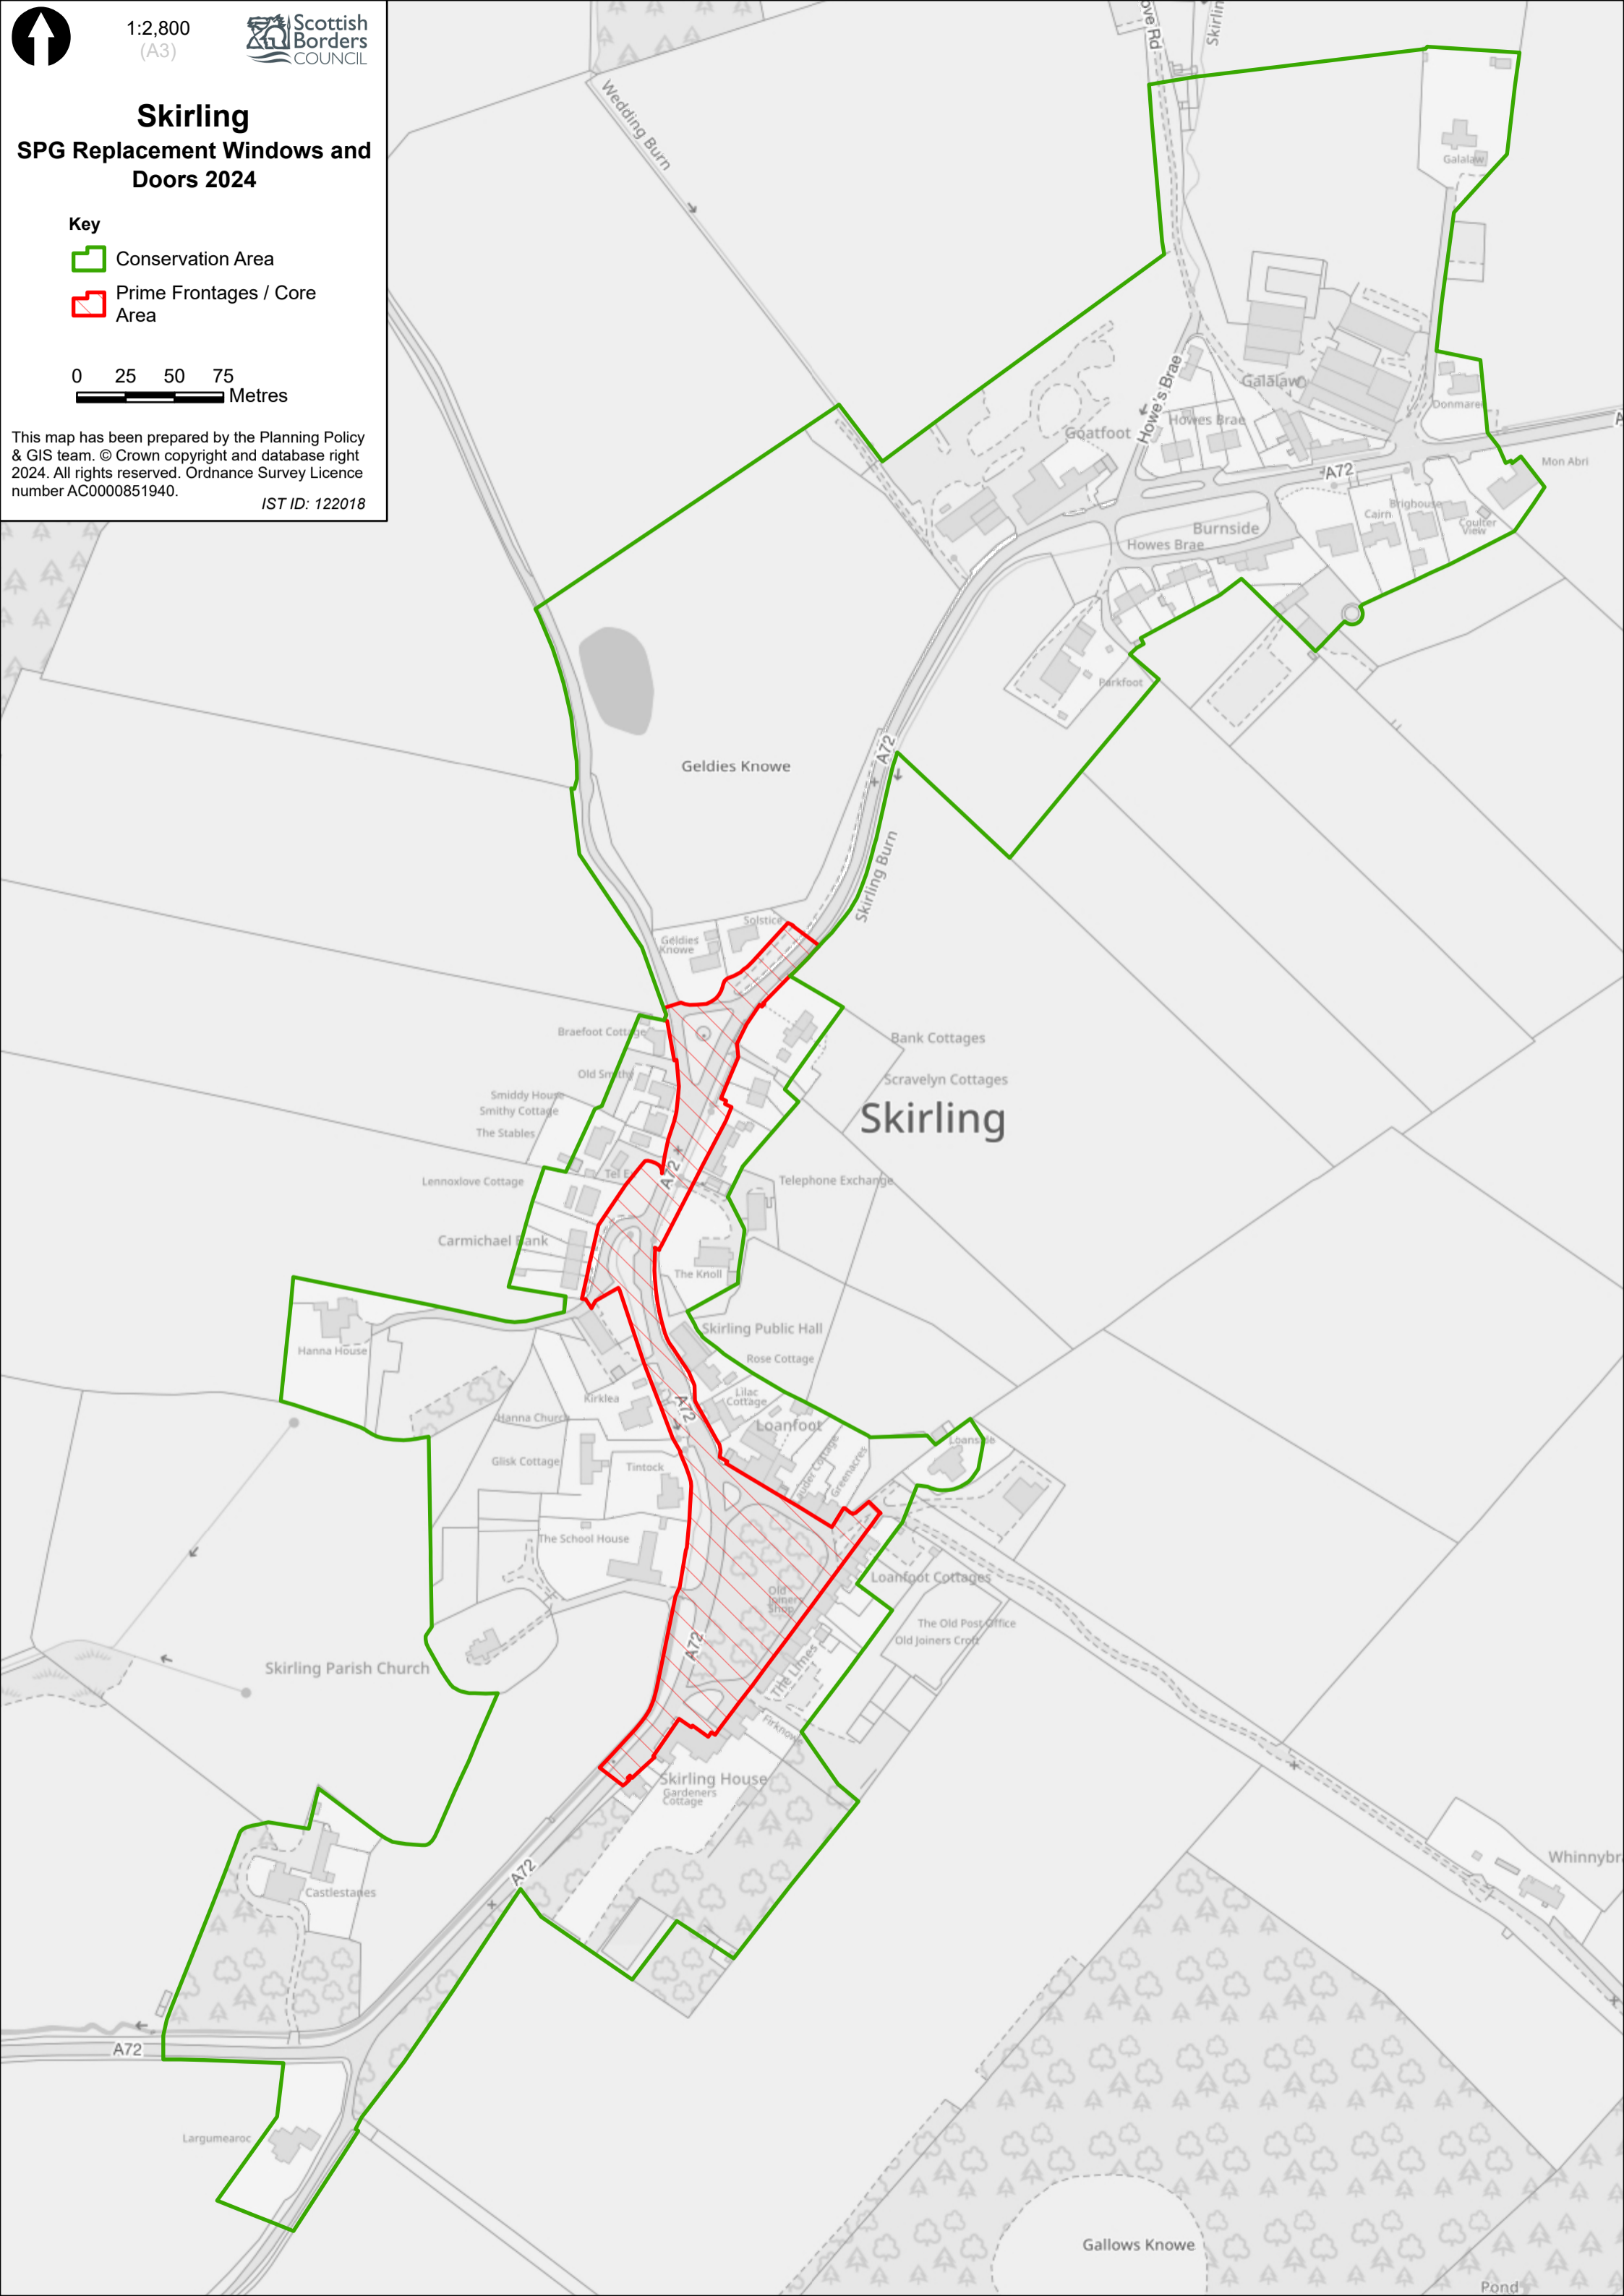 1:2,800
(A3)
Scottish
Borders
COUNCIL
Skirling
SPG Replacement Windows and
Doors 2024
Key
Conservation Area
Prime Frontages / Core
Area
0 25 50 75
Metres
This map has been prepared by the Planning Policy
& GIS team. © Crown copyright and database right
2024. All rights reserved. Ordnance Survey Licence
number AC0000851940.
IST ID: 122018
Wedding Burn
Galalaw
Howe's Brae
Galalaw
Donmaree
Howes Brae
Goatfoot
A72
Mon Abri
Brighouse
Cairn
Coulter
View
Burnside
Howes Brae
Parkfoot
A72
Geldies Knowe
Skirling Burn
Solstice
Geldies
Knowe
Braefoot Cottage
Bank Cottages
Old Smithy
Scravelyn Cottages
Smiddy House
Smithy Cottage
Skirling
The Stables
A72
Tel E
Lennoxlove Cottage
Telephone Exchange
Carmichael Bank
The Knoll
Skirling Public Hall
Hanna House
Rose Cottage
Kirklea
Lilac
Cottage
A72
Hanna Church
Loanfoot
Loanside
Glisk Cottage
Tintock
Greenacres
The School House
Loanfoot Cottages
Old
Joiners
Shop
The Old Post Office
Old Joiners Croft
A72
Skirling Parish Church
The Limes
Firknowe
Skirling House
Gardeners
Cottage
A72
Castlestanes
A72
Largumearoc
Gallows Knowe
Pond